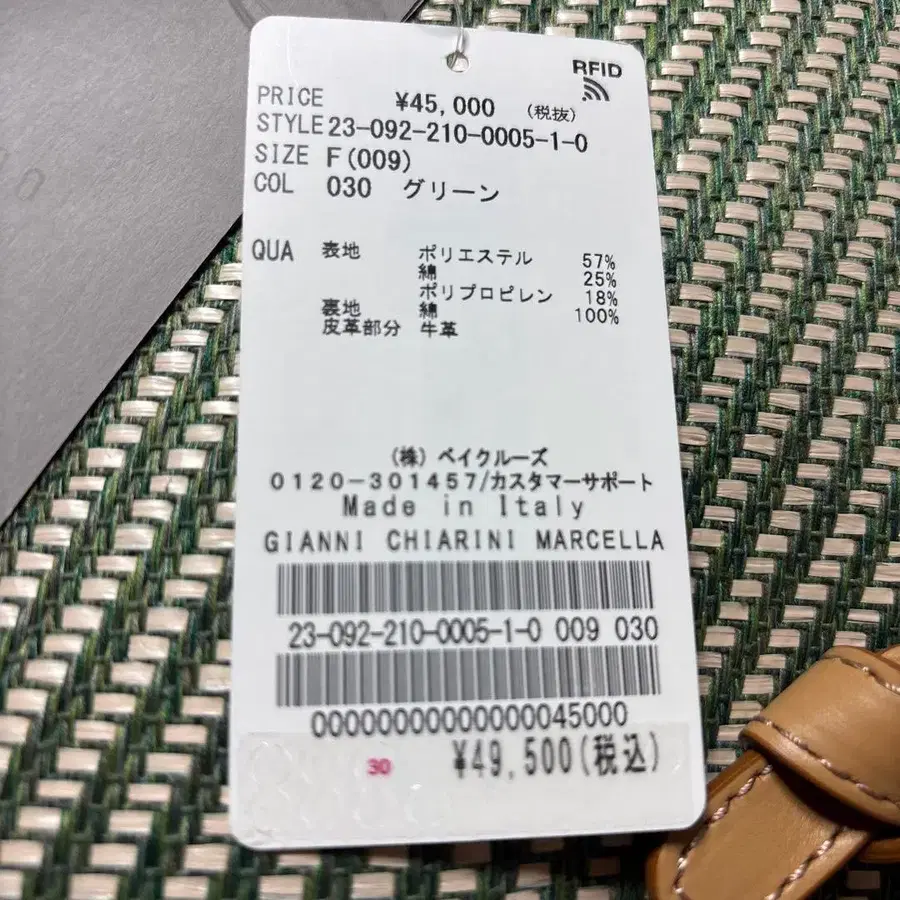 RFID
PRICE ¥45,000 (税抜)
STYLE 23-092-210-0005-1-0
SIZE F(009)
COL 030 グリーン
QUA 表地 ポリエステル 57%
綿 25%
ポリプロピレン 18%
裏地 綿 100%
皮革部分 牛革
(株) ベイクルーズ
0120-301457/カスタマーサポート
Made in Italy
GIANNI CHIARINI MARCELLA
23-092-210-0005-1-0 009 030
00000000000000045000
30 ¥49,500(税込)